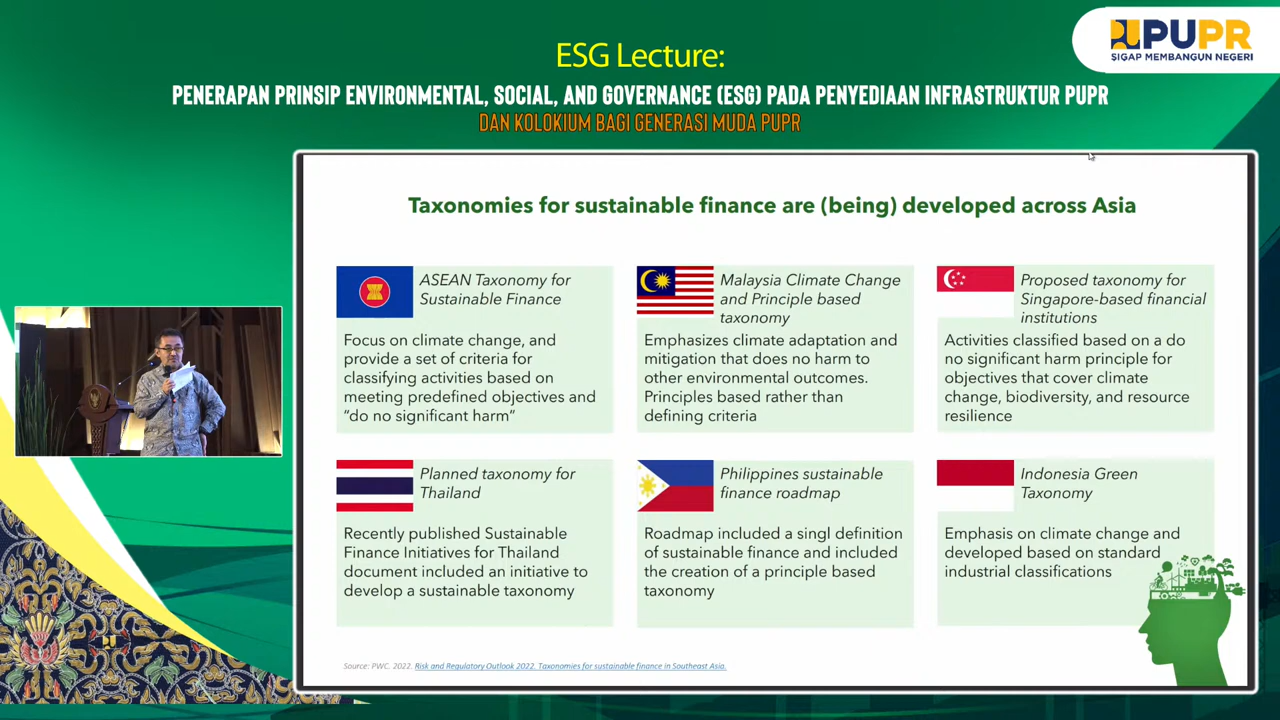 ESG Lecture:
PENERAPAN PRINSIP ENVIRONMENTAL, SOCIAL, AND GOVERNANCE (ESG) PADA PENYEDIAAN INFRASTRUKTUR PUPR
DAN KOLOKIUM BAGI GENERASI MUDA PUPR
PUPR
SIGAP MEMBANGUN NEGERI
Taxonomies for sustainable finance are (being) developed across Asia
ASEAN Taxonomy for
Sustainable Finance
Focus on climate change, and
provide a set of criteria for
classifying activities based on
meeting predefined objectives and
“do no significant harm”
Malaysia Climate Change
and Principle based
taxonomy
Emphasizes climate adaptation and
mitigation that does no harm to
other environmental outcomes.
Principles based rather than
defining criteria
Proposed taxonomy for
Singapore-based financial
institutions
Activities classified based on a do
no significant harm principle for
objectives that cover climate
change, biodiversity, and resource
resilience
Planned taxonomy for
Thailand
Recently published Sustainable
Finance Initiatives for Thailand
document included an initiative to
develop a sustainable taxonomy
Philippines sustainable
finance roadmap
Roadmap included a singl definition
of sustainable finance and included
the creation of a principle based
taxonomy
Indonesia Green
Taxonomy
Emphasis on climate change and
developed based on standard
industrial classifications
Source: PWC. 2022. Risk and Regulatory Outlook 2022. Taxonomies for sustainable finance in Southeast Asia.